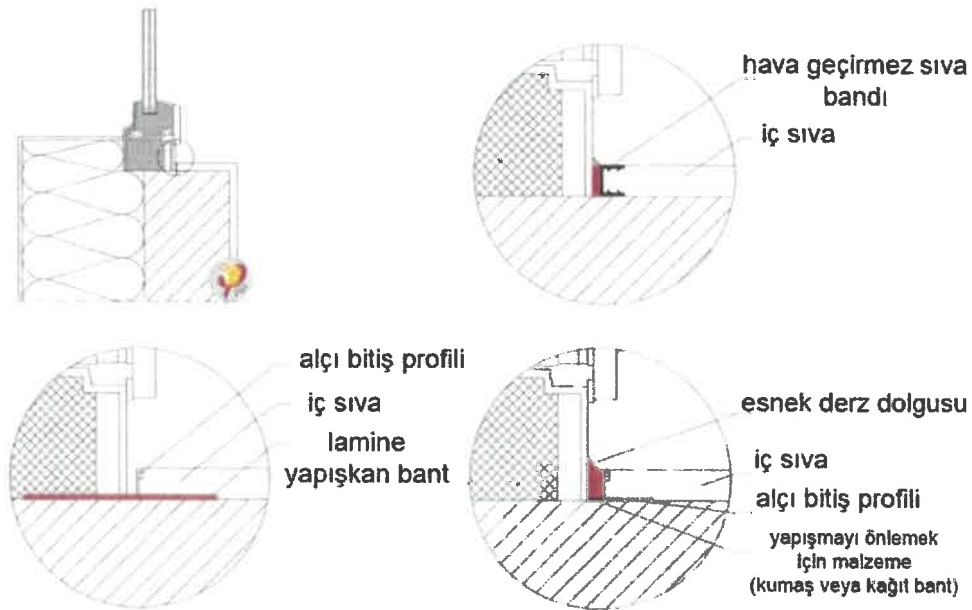 hava geçirmez sıva
bandı
iç sıva
alçı bitiş profili
iç sıva
lamine
yapışkan bant
esnek derz dolgusu
iç sıva
alçı bitiş profili
yapışmayı önlemek
için malzeme
(kumaş veya kağıt bant)